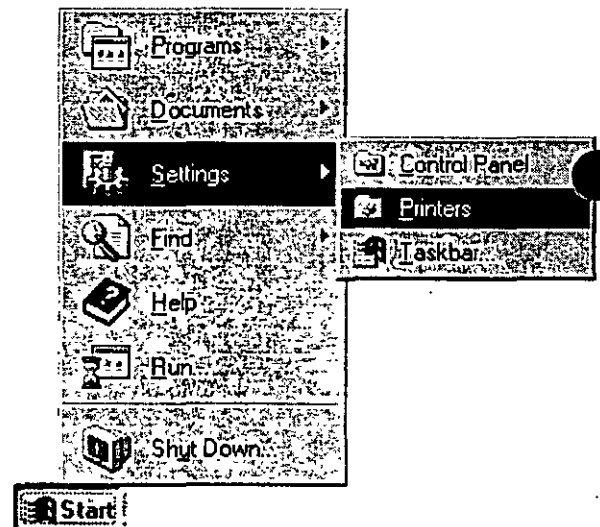 Programs
Documents
Settings
Find
Help
Run...
Shut Down...
Control Panel
Printers
Taskbar...
Start